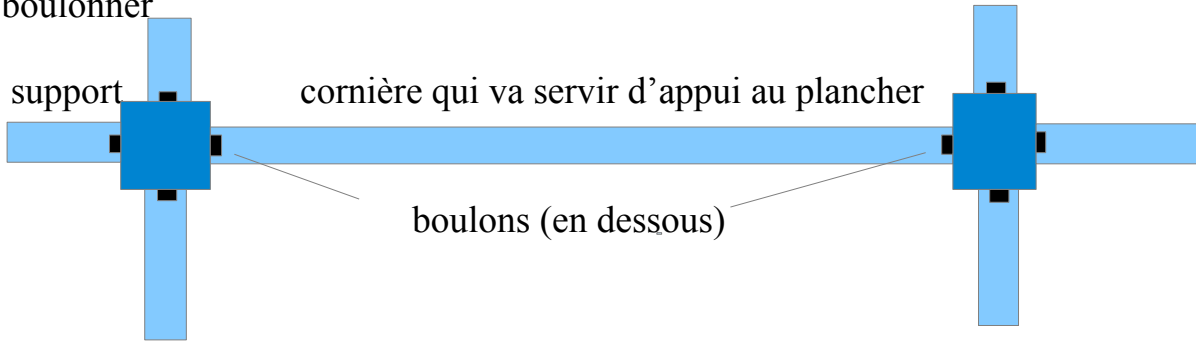 boulonner
support
cornière qui va servir d’appui au plancher
boulons (en dessous)